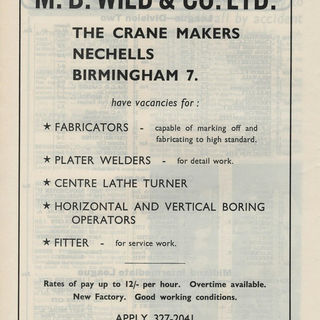 M. B. WILD & CO. LTD.
THE CRANE MAKERS
NECHELLS
BIRMINGHAM 7.
have vacancies for :
★ FABRICATORS - capable of marking off and
fabricating to high standard.
★ PLATER WELDERS - for detail work.
★ CENTRE LATHE TURNER
★ HORIZONTAL AND VERTICAL BORING
OPERATORS
★ FITTER - for service work.
Rates of pay up to 12/- per hour. Overtime available.
New Factory. Good working conditions.
APPLY 327-2041